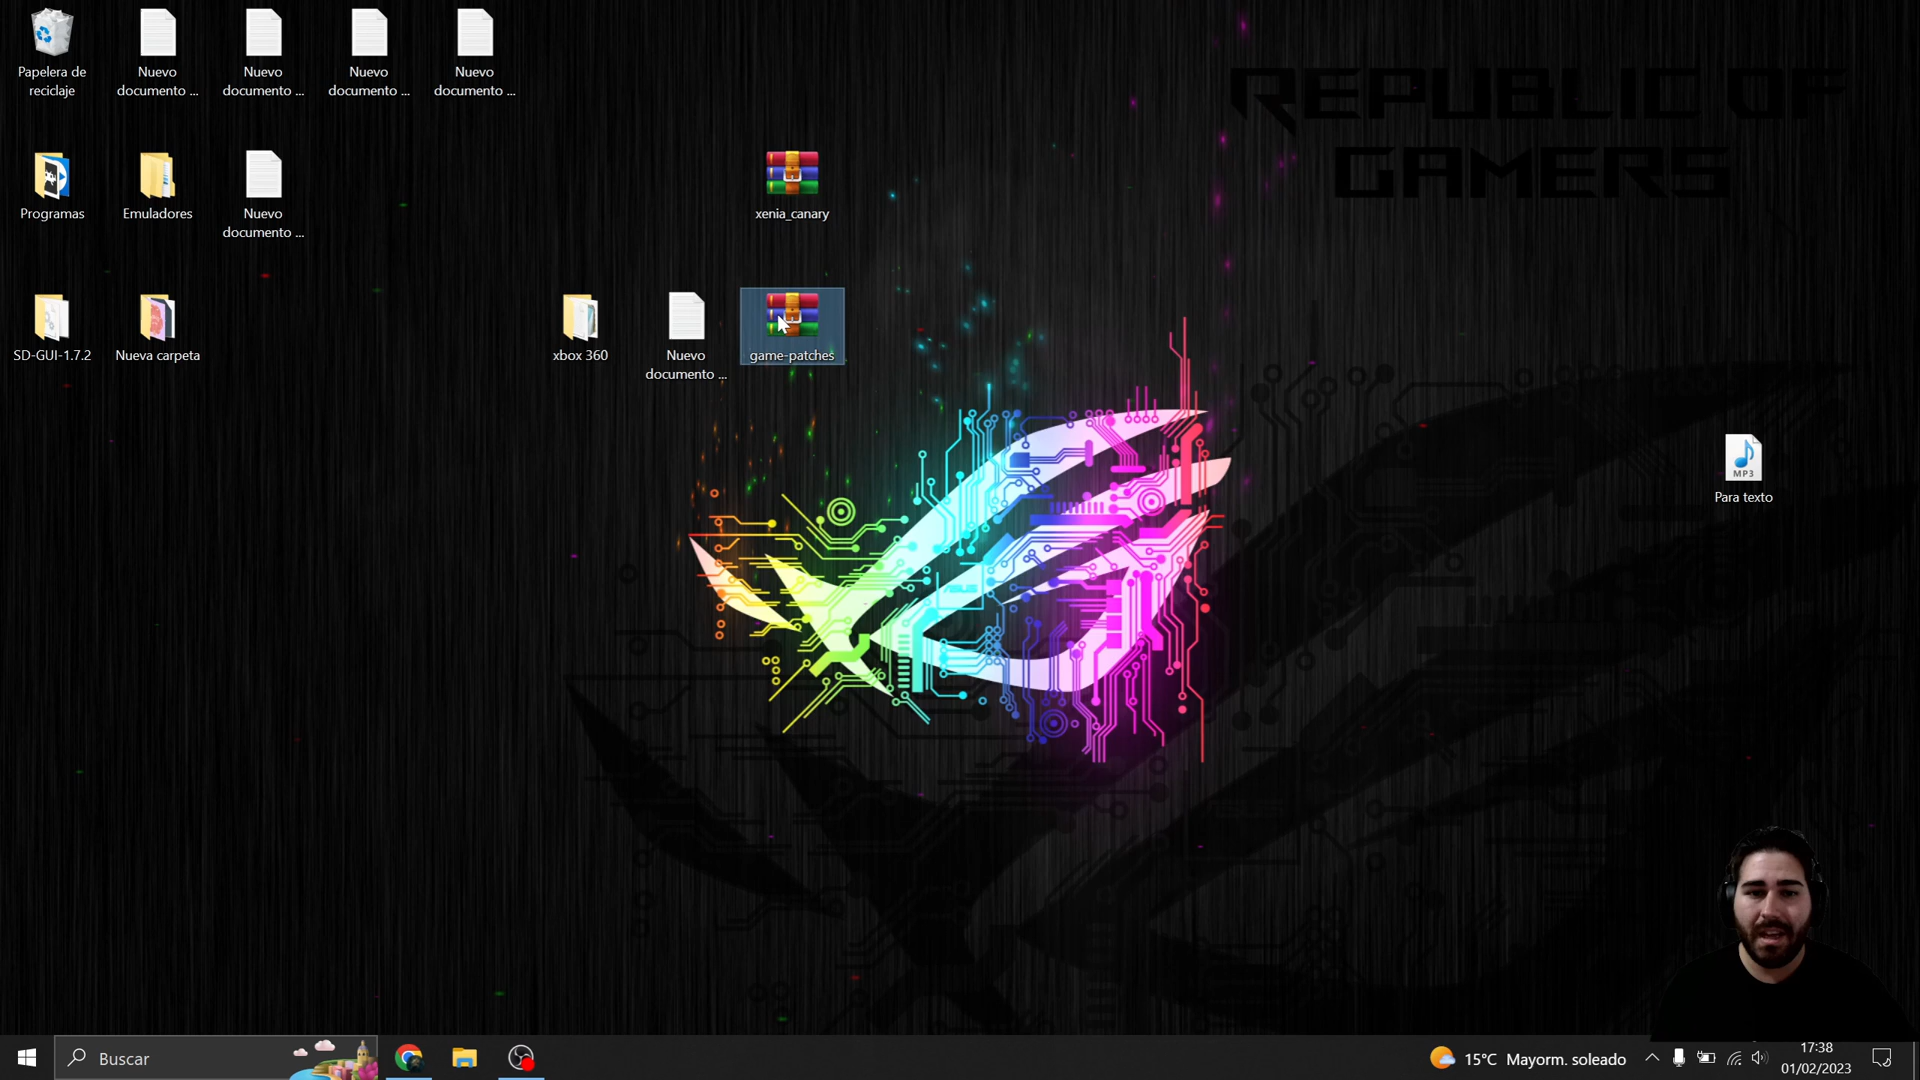 REPUBLIC OF
GAMERS
Papelera de
reciclaje
Nuevo
documento ...
Nuevo
documento ...
Nuevo
documento ...
Nuevo
documento ...
Programas
Emuladores
Nuevo
documento ...
xenia_canary
SD-GUI-1.7.2
Nueva carpeta
xbox 360
Nuevo
documento ...
game-patches
MP3
Para texto
Buscar
15°C Mayorm. soleado
17:38
01/02/2023